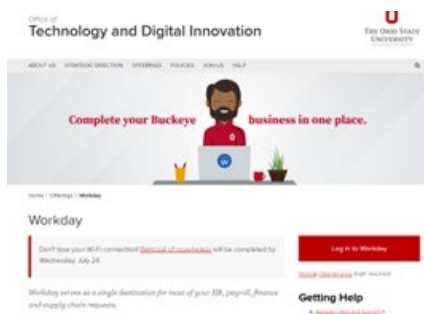 Office of
Technology and Digital Innovation
THE OHIO STATE
UNIVERSITY
ABOUT US STRATEGIC DIRECTION OFFERINGS POLICIES JOIN US HELP
Complete your Buckeye business in one place.
Home > Offerings > Workday
Workday
Don't lose your Wi-Fi connection! Removal of will be completed by
Wednesday, July 24.
Log in to Workday
Workday serves as a single destination for most of your HR, payroll, finance
and supply chain requests.
Getting Help